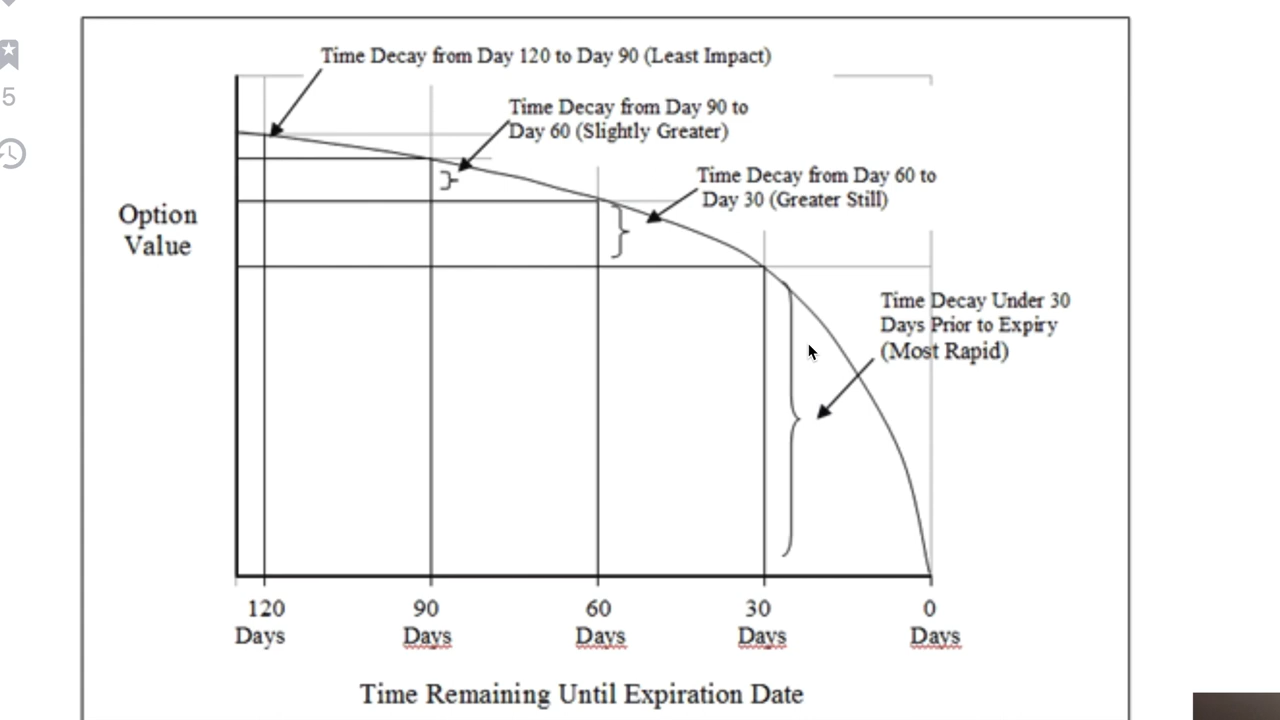 5
Time Decay from Day 120 to Day 90 (Least Impact)
Time Decay from Day 90 to
Day 60 (Slightly Greater)
Time Decay from Day 60 to
Day 30 (Greater Still)
Option
Value
Time Decay Under 30
Days Prior to Expiry
(Most Rapid)
120 90 60 30 0
Days Days Days Days Days
Time Remaining Until Expiration Date